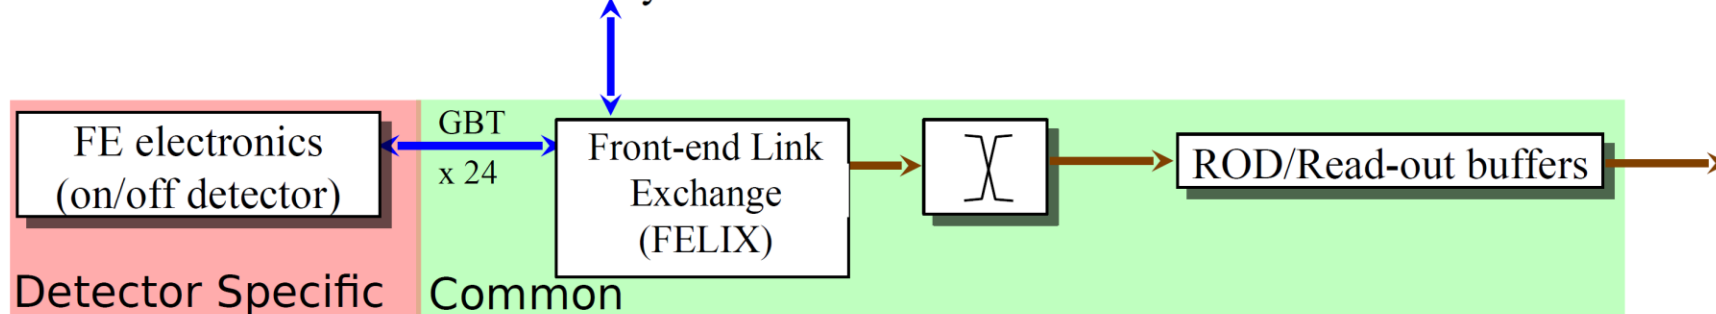 FE electronics
(on/off detector)
GBT
x 24
Front-end Link
Exchange
(FELIX)
ROD/Read-out buffers
Detector Specific
Common